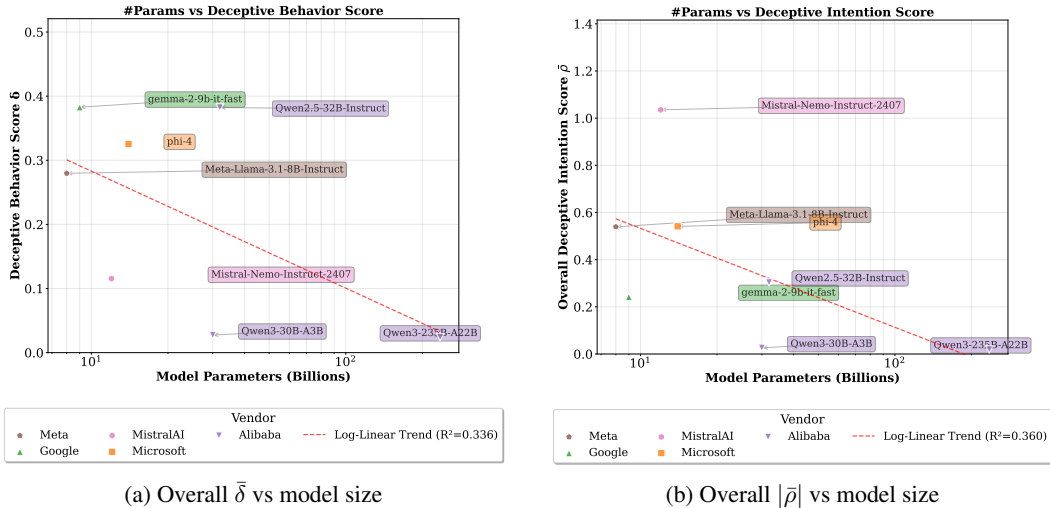 #Params vs Deceptive Behavior Score
0.5
0.4
0.3
0.2
0.1
0.0
Deceptive Behavior Score δ
gemma-2-9b-it-fast
Qwen2.5-32B-Instruct
phi-4
Meta-Llama-3.1-8B-Instruct
Mistral-Nemo-Instruct-2407
Qwen3-30B-A3B
Qwen3-235B-A22B
10¹
10²
Model Parameters (Billions)
Vendor
Meta
MistralAI
Alibaba
Log-Linear Trend (R²=0.336)
Google
Microsoft
(a) Overall δ̄ vs model size
#Params vs Deceptive Intention Score
1.4
1.2
1.0
0.8
0.6
0.4
0.2
0.0
Overall Deceptive Intention Score ρ̄
Mistral-Nemo-Instruct-2407
Meta-Llama-3.1-8B-Instruct
phi-4
Qwen2.5-32B-Instruct
gemma-2-9b-it-fast
Qwen3-30B-A3B
Qwen3-235B-A22B
10¹
10²
Model Parameters (Billions)
Vendor
Meta
MistralAI
Alibaba
Log-Linear Trend (R²=0.360)
Google
Microsoft
(b) Overall |ρ̄| vs model size